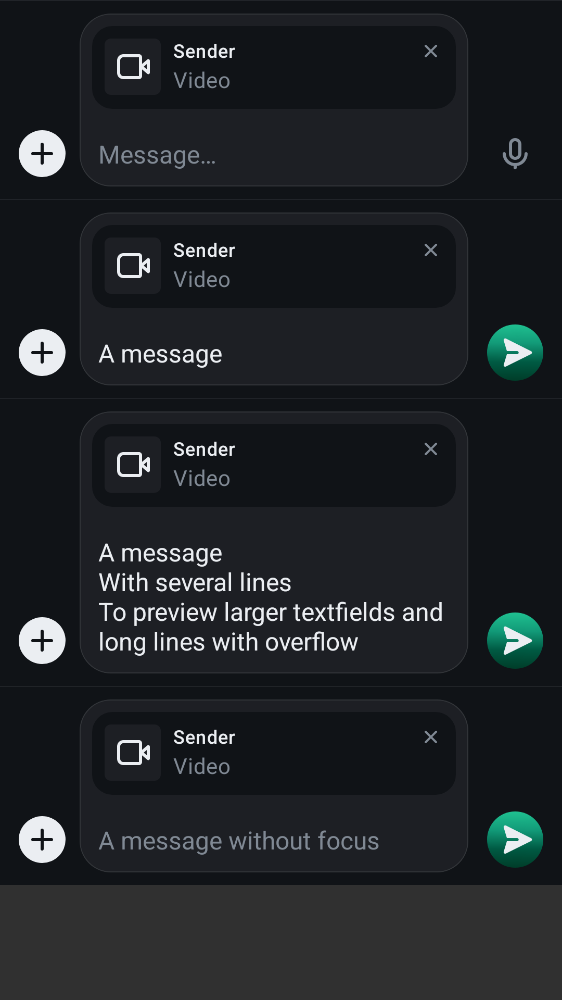 Sender
Video
Message…
Sender
Video
A message
Sender
Video
A message
With several lines
To preview larger textfields and
long lines with overflow
Sender
Video
A message without focus